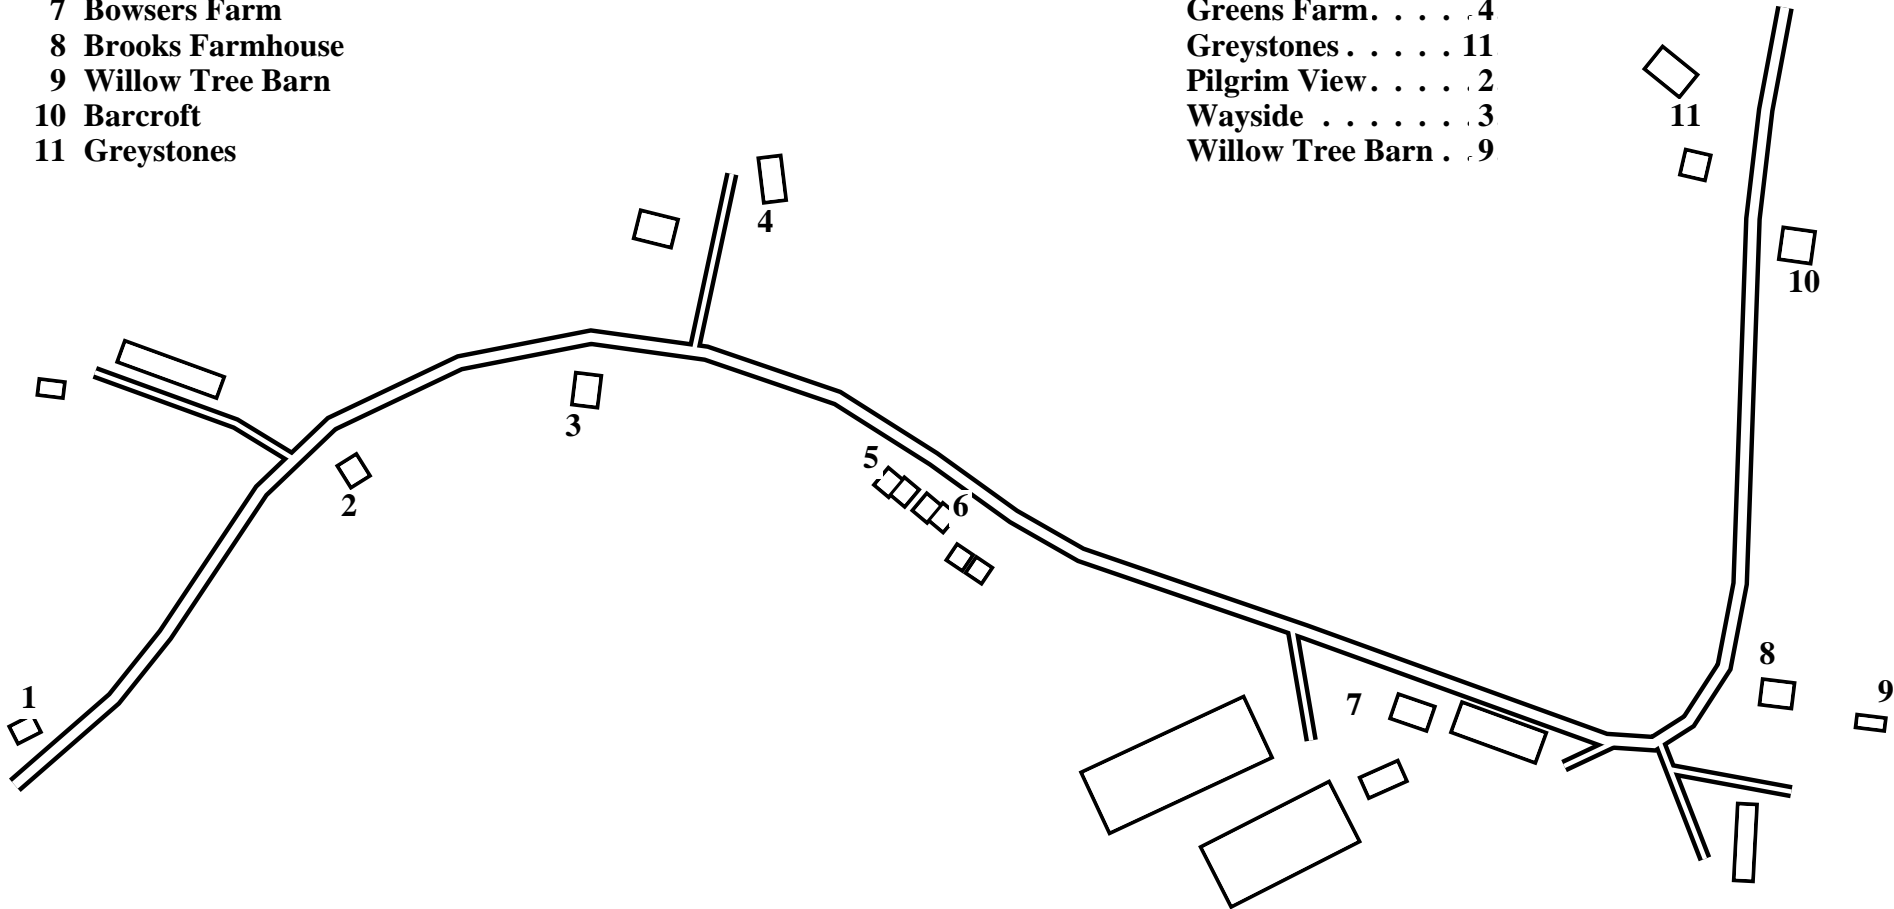 7 Bowsers Farm
8 Brooks Farmhouse
9 Willow Tree Barn
10 Barcroft
11 Greystones
Greens Farm. . . . . 4
Greystones . . . . . 11
Pilgrim View. . . . . 2
Wayside . . . . . . . 3
Willow Tree Barn . . 9
11
4
10
3
5
2
6
8
1
9
7